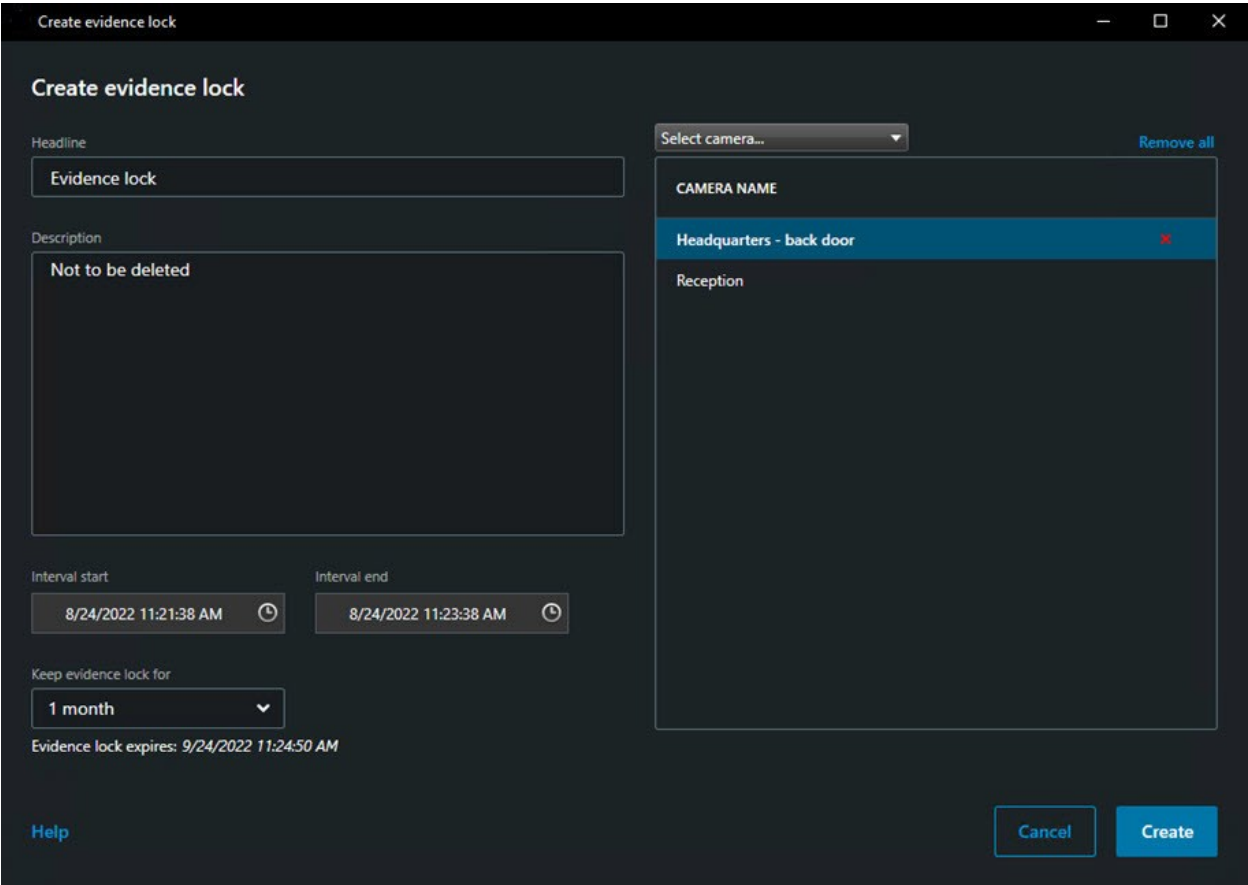 Create evidence lock
Create evidence lock
Headline
Evidence lock
Description
Not to be deleted
Interval start
Interval end
8/24/2022 11:21:38 AM
8/24/2022 11:23:38 AM
Keep evidence lock for
1 month
Evidence lock expires: 9/24/2022 11:24:50 AM
Select camera...
Remove all
CAMERA NAME
Headquarters - back door
Reception
Help
Cancel
Create